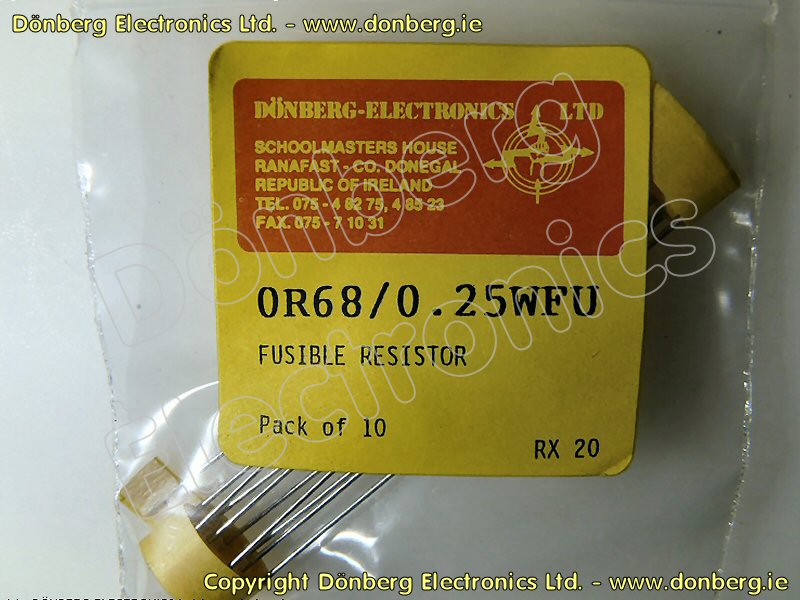 Dönberg Electronics Ltd. - www.donberg.ie
DÖNBERG-ELECTRONICS LTD
SCHOOLMASTERS HOUSE
RANAFAST - CO. DONEGAL
REPUBLIC OF IRELAND
TEL. 075 - 4 82 75, 4 85 23
FAX. 075 - 7 10 31
Dönberg
Electronics
0R68/0.25WFU
FUSIBLE RESISTOR
Pack of 10
RX 20
Copyright Dönberg Electronics Ltd. - www.donberg.ie